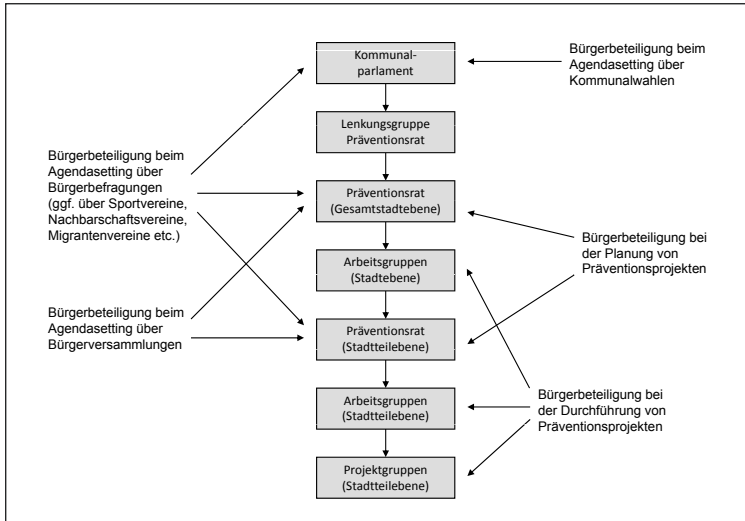 Kommunal-
parlament
Bürgerbeteiligung beim
Agendasetting über
Kommunalwahlen
Lenkungsgruppe
Präventionsrat
Bürgerbeteiligung beim
Agendasetting über
Bürgerbefragungen
(ggf. über Sportvereine,
Nachbarschaftsvereine,
Migrantenvereine etc.)
Präventionsrat
(Gesamtstadtebene)
Bürgerbeteiligung bei
der Planung von
Präventionsprojekten
Arbeitsgruppen
(Stadtebene)
Bürgerbeteiligung beim
Agendasetting über
Bürgerversammlungen
Präventionsrat
(Stadtteilebene)
Arbeitsgruppen
(Stadtteilebene)
Bürgerbeteiligung bei
der Durchführung von
Präventionsprojekten
Projektgruppen
(Stadtteilebene)